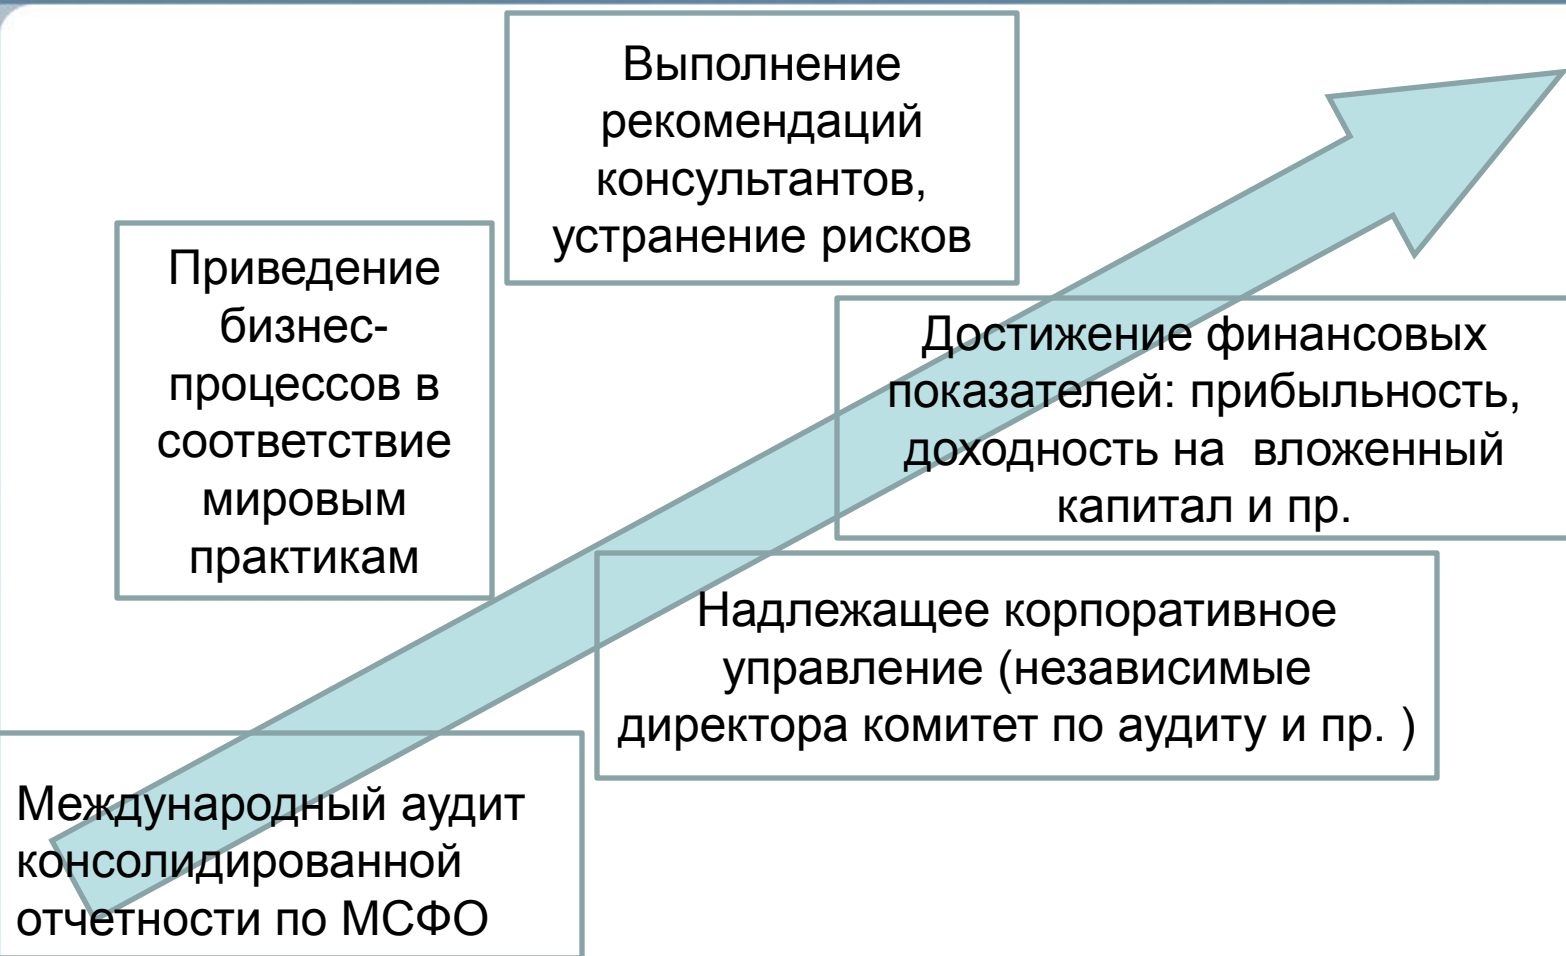 Выполнение
рекомендаций
консультантов,
устранение рисков
Приведение
бизнес-
процессов в
соответствие
мировым
практикам
Достижение финансовых
показателей: прибыльность,
доходность на  вложенный
капитал и пр.
Надлежащее корпоративное
управление (независимые
директора комитет по аудиту и пр. )
Международный аудит
консолидированной
отчетности по МСФО